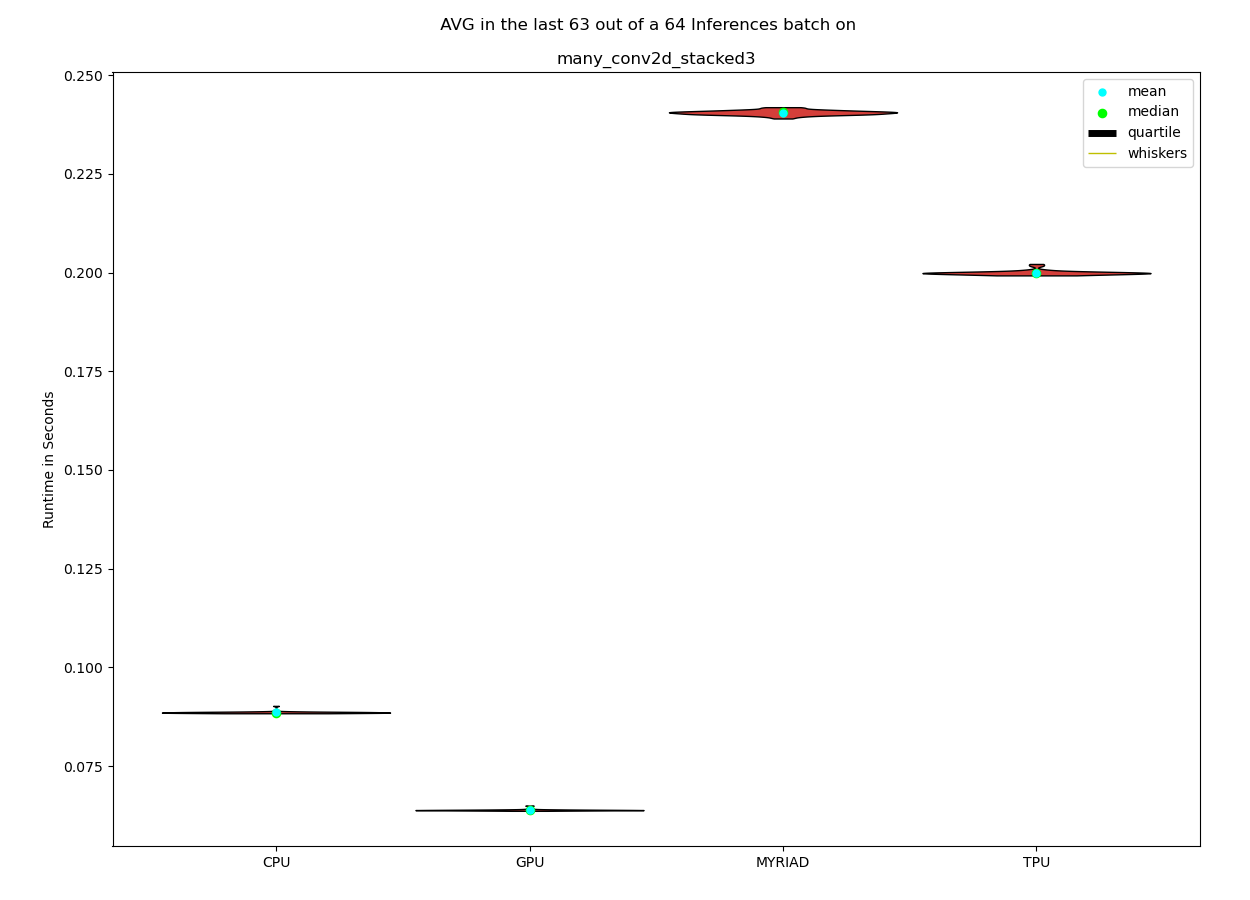 AVG in the last 63 out of a 64 Inferences batch on
many_conv2d_stacked3
0.250
0.225
0.200
0.175
0.150
0.125
0.100
0.075
Runtime in Seconds
mean
median
quartile
whiskers
CPU
GPU
MYRIAD
TPU